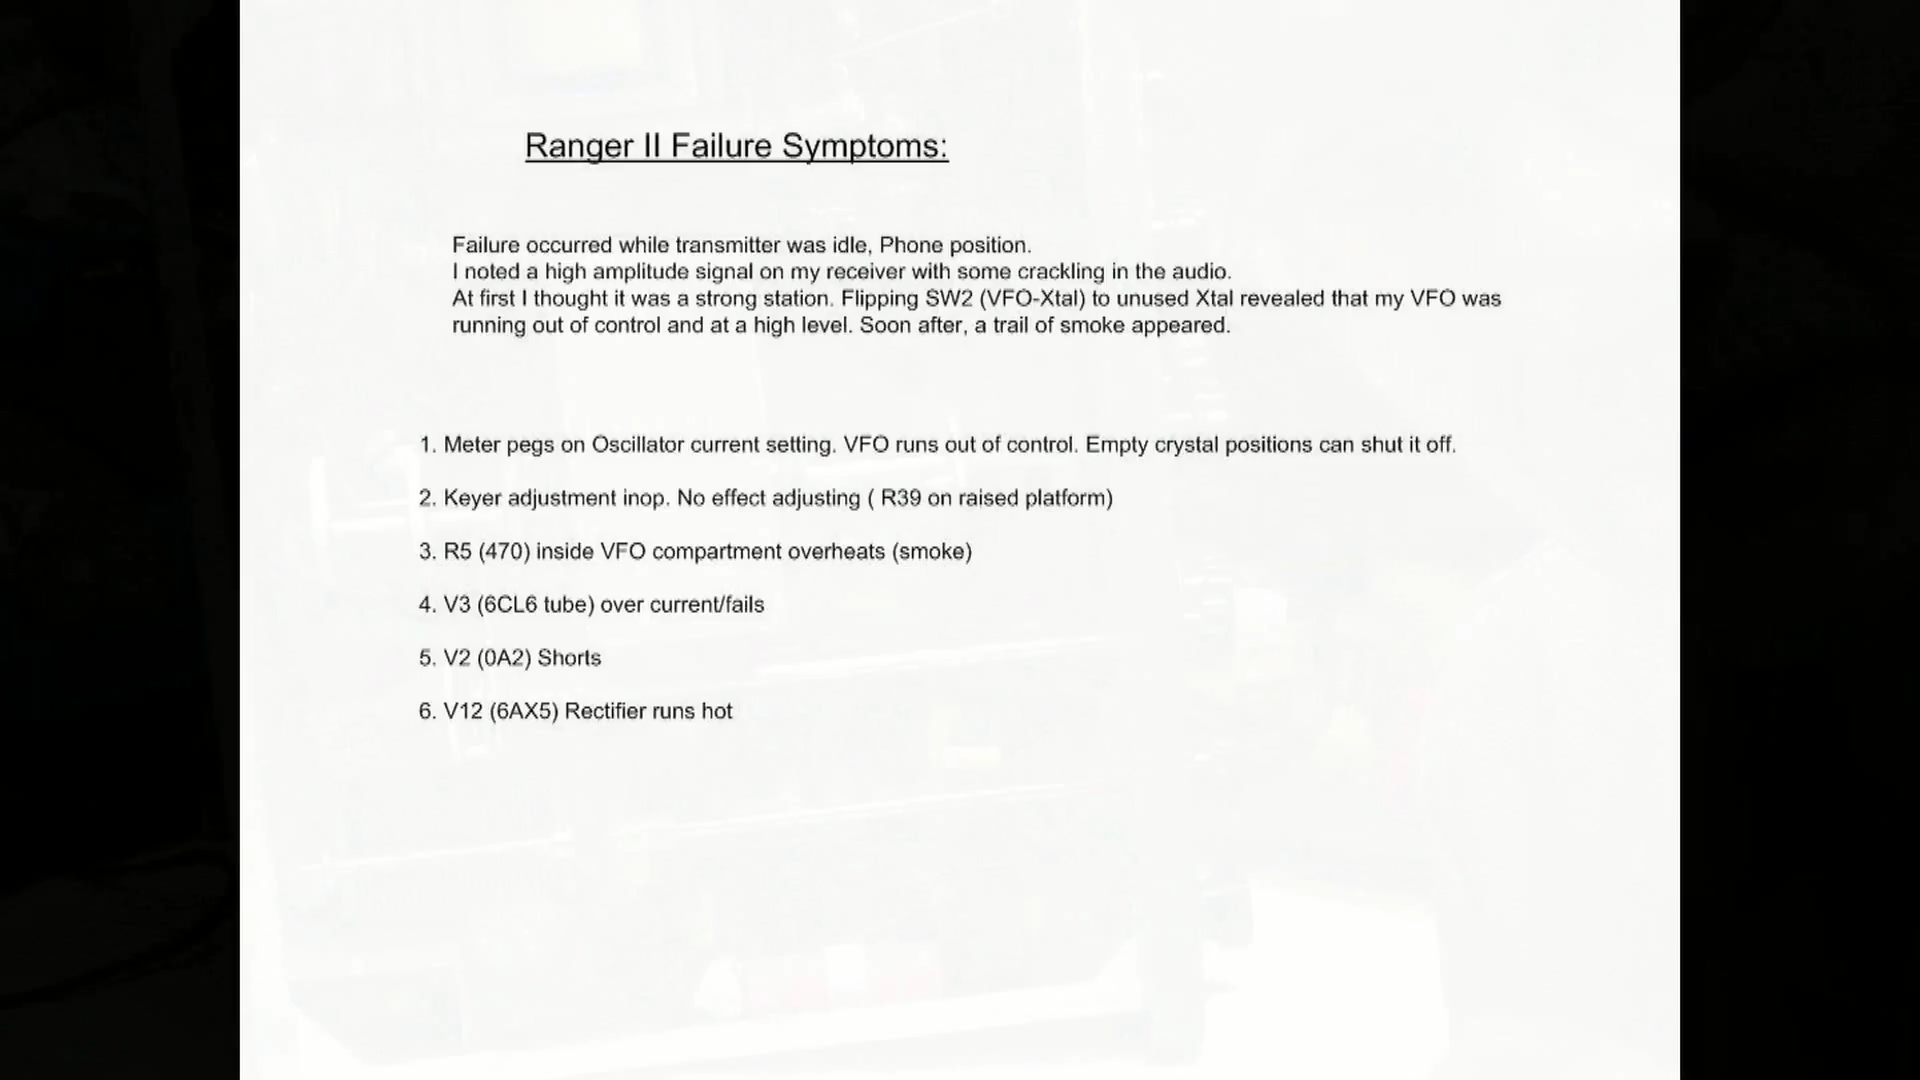 Ranger II Failure Symptoms:
Failure occurred while transmitter was idle, Phone position.
I noted a high amplitude signal on my receiver with some crackling in the audio.
At first I thought it was a strong station. Flipping SW2 (VFO-Xtal) to unused Xtal revealed that my VFO was
running out of control and at a high level. Soon after, a trail of smoke appeared.
1. Meter pegs on Oscillator current setting. VFO runs out of control. Empty crystal positions can shut it off.
2. Keyer adjustment inop. No effect adjusting ( R39 on raised platform)
3. R5 (470) inside VFO compartment overheats (smoke)
4. V3 (6CL6 tube) over current/fails
5. V2 (0A2) Shorts
6. V12 (6AX5) Rectifier runs hot